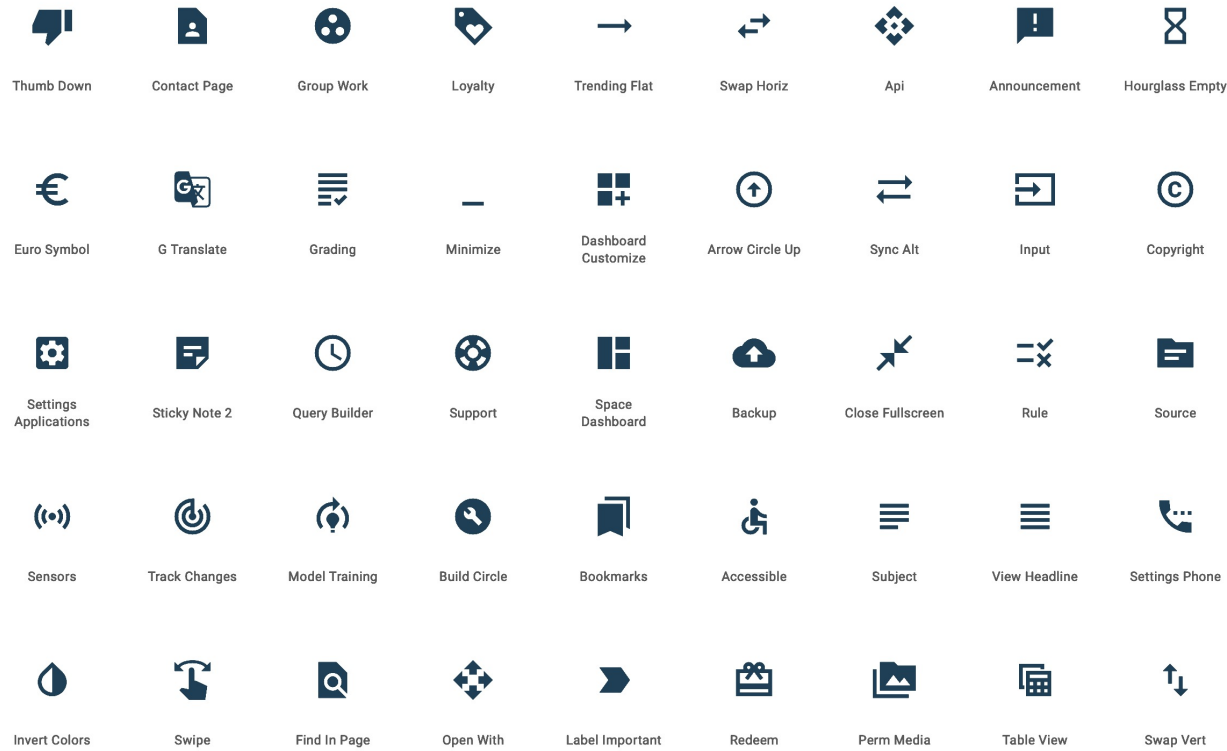 Thumb Down
Contact Page
Group Work
Loyalty
Trending Flat
Swap Horiz
Api
Announcement
Hourglass Empty
Euro Symbol
G Translate
Grading
Minimize
Dashboard
Customize
Arrow Circle Up
Sync Alt
Input
Copyright
Settings
Applications
Sticky Note 2
Query Builder
Support
Space
Dashboard
Backup
Close Fullscreen
Rule
Source
Sensors
Track Changes
Model Training
Build Circle
Bookmarks
Accessible
Subject
View Headline
Settings Phone
Invert Colors
Swipe
Find In Page
Open With
Label Important
Redeem
Perm Media
Table View
Swap Vert